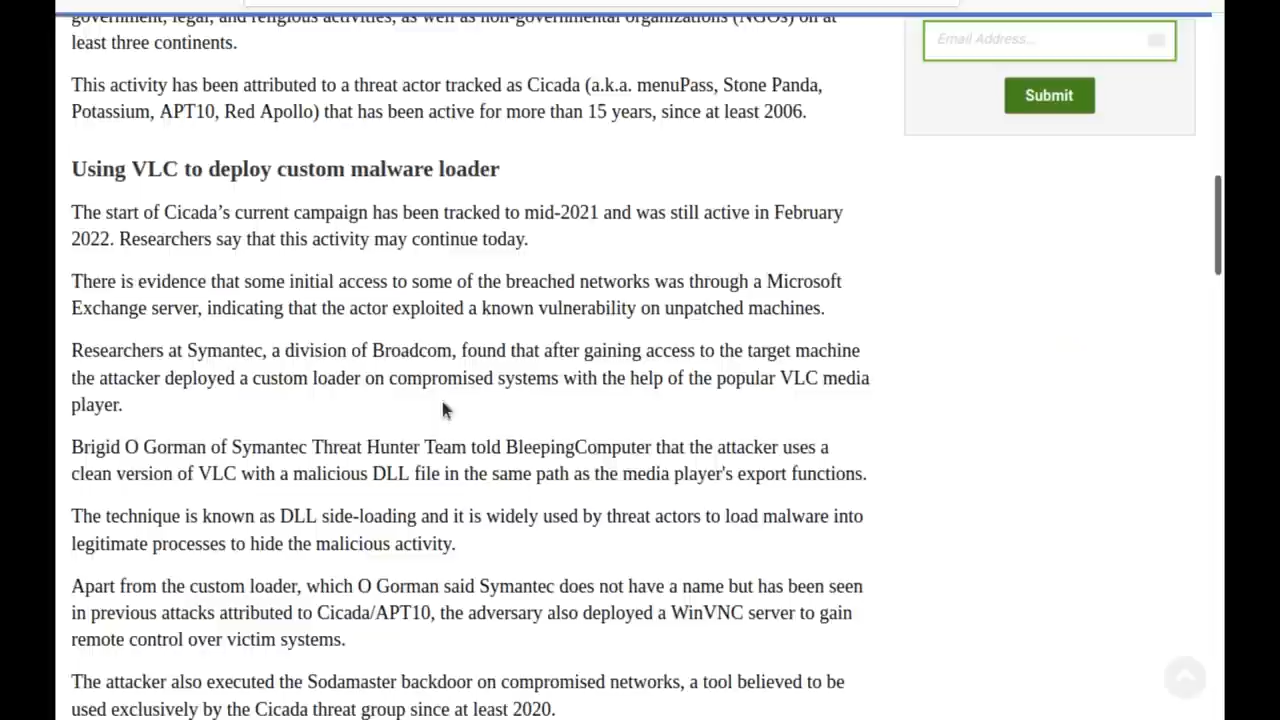 government, legal, and religious activities, as well as non-governmental organizations (NGOs) on at
least three continents.
This activity has been attributed to a threat actor tracked as Cicada (a.k.a. menuPass, Stone Panda,
Potassium, APT10, Red Apollo) that has been active for more than 15 years, since at least 2006.
Using VLC to deploy custom malware loader
The start of Cicada’s current campaign has been tracked to mid-2021 and was still active in February
2022. Researchers say that this activity may continue today.
There is evidence that some initial access to some of the breached networks was through a Microsoft
Exchange server, indicating that the actor exploited a known vulnerability on unpatched machines.
Researchers at Symantec, a division of Broadcom, found that after gaining access to the target machine
the attacker deployed a custom loader on compromised systems with the help of the popular VLC media
player.
Brigid O Gorman of Symantec Threat Hunter Team told BleepingComputer that the attacker uses a
clean version of VLC with a malicious DLL file in the same path as the media player's export functions.
The technique is known as DLL side-loading and it is widely used by threat actors to load malware into
legitimate processes to hide the malicious activity.
Apart from the custom loader, which O Gorman said Symantec does not have a name but has been seen
in previous attacks attributed to Cicada/APT10, the adversary also deployed a WinVNC server to gain
remote control over victim systems.
The attacker also executed the Sodamaster backdoor on compromised networks, a tool believed to be
used exclusively by the Cicada threat group since at least 2020.
Email Address...
Submit